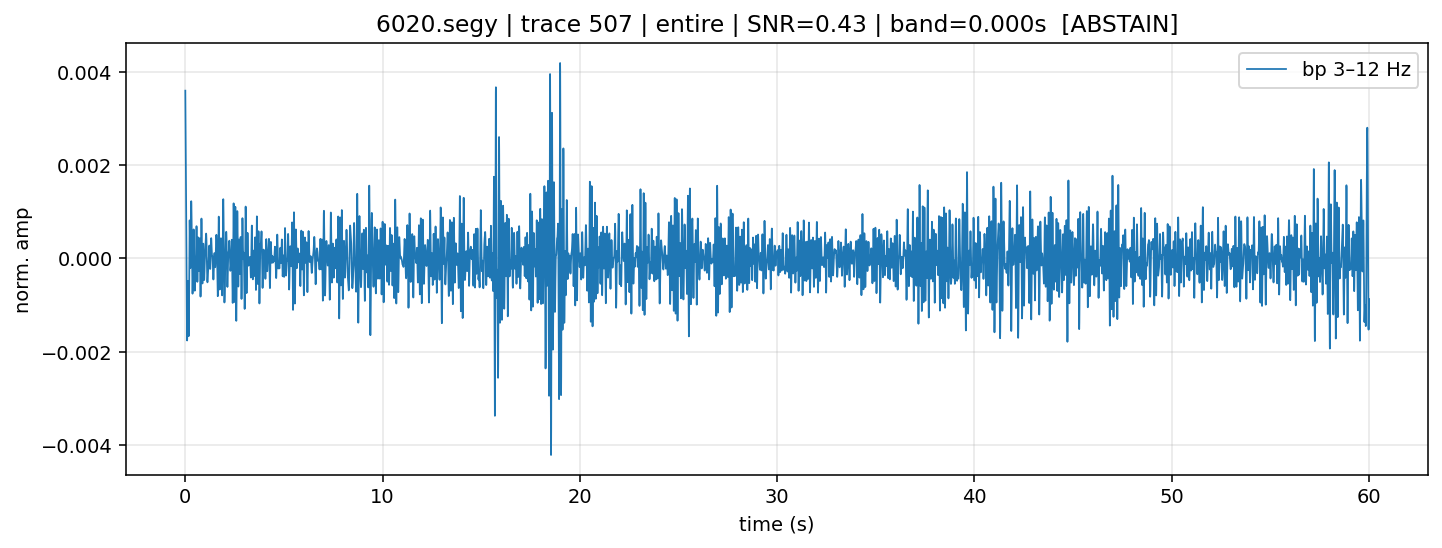 6020.segy | trace 507 | entire | SNR=0.43 | band=0.000s  [ABSTAIN]
bp 3–12 Hz
norm. amp
0.004
0.002
0.000
−0.002
−0.004
0 10 20 30 40 50 60
time (s)